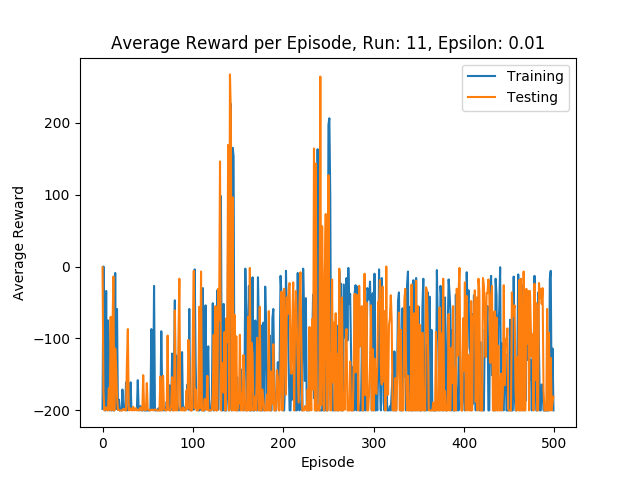 Average Reward per Episode, Run: 11, Epsilon: 0.01
Training
Testing
200
100
0
−100
−200
Average Reward
0 100 200 300 400 500
Episode